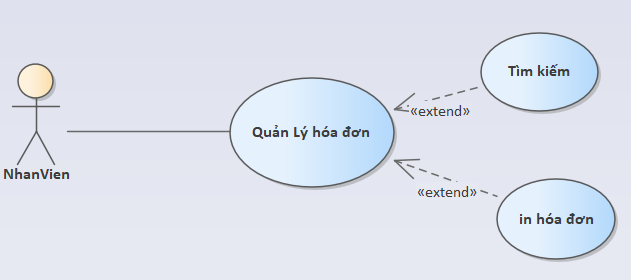 Tìm kiếm
«extend»
Quản Lý hóa đơn
NhanVien
«extend»
in hóa đơn